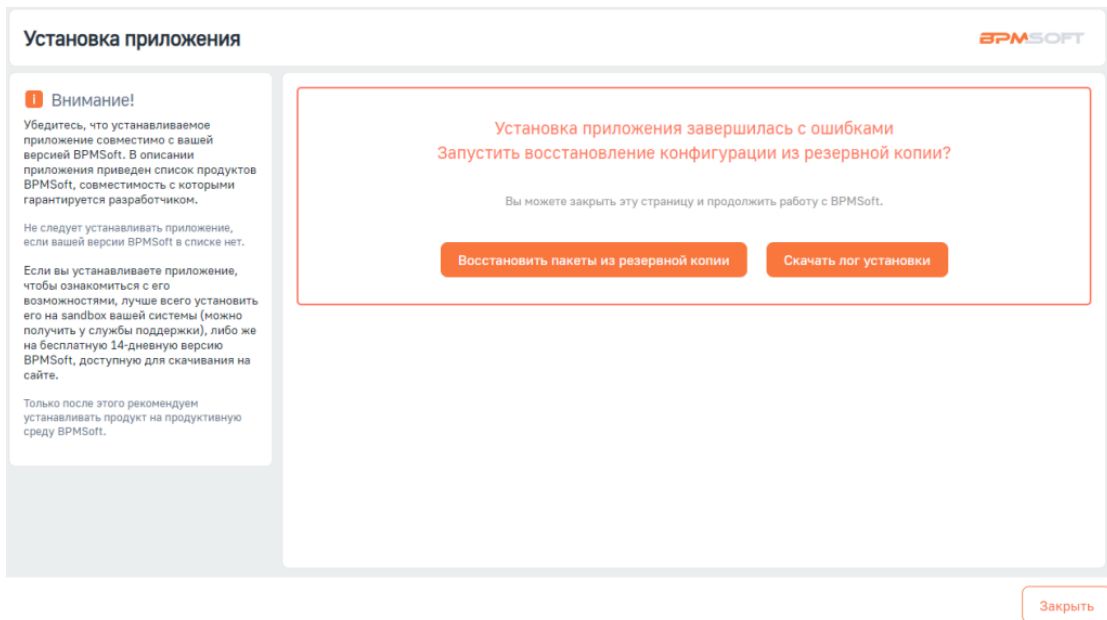 Установка приложения
BPMSOFT
Внимание!
Убедитесь, что устанавливаемое
приложение совместимо с вашей
версией BPMSoft. В описании
приложения приведен список продуктов
BPMSoft, совместимость с которыми
гарантируется разработчиком.
Не следует устанавливать приложение,
если вашей версии BPMSoft в списке нет.
Если вы устанавливаете приложение,
чтобы ознакомиться с его
возможностями, лучше всего установить
его на sandbox вашей системы (можно
получить у службы поддержки), либо же
на бесплатную 14-дневную версию
BPMSoft, доступную для скачивания на
сайте.
Только после этого рекомендуем
устанавливать продукт на продуктивную
среду BPMSoft.
Установка приложения завершилась с ошибками
Запустить восстановление конфигурации из резервной копии?
Вы можете закрыть эту страницу и продолжить работу с BPMSoft.
Восстановить пакеты из резервной копии
Скачать лог установки
Закрыть